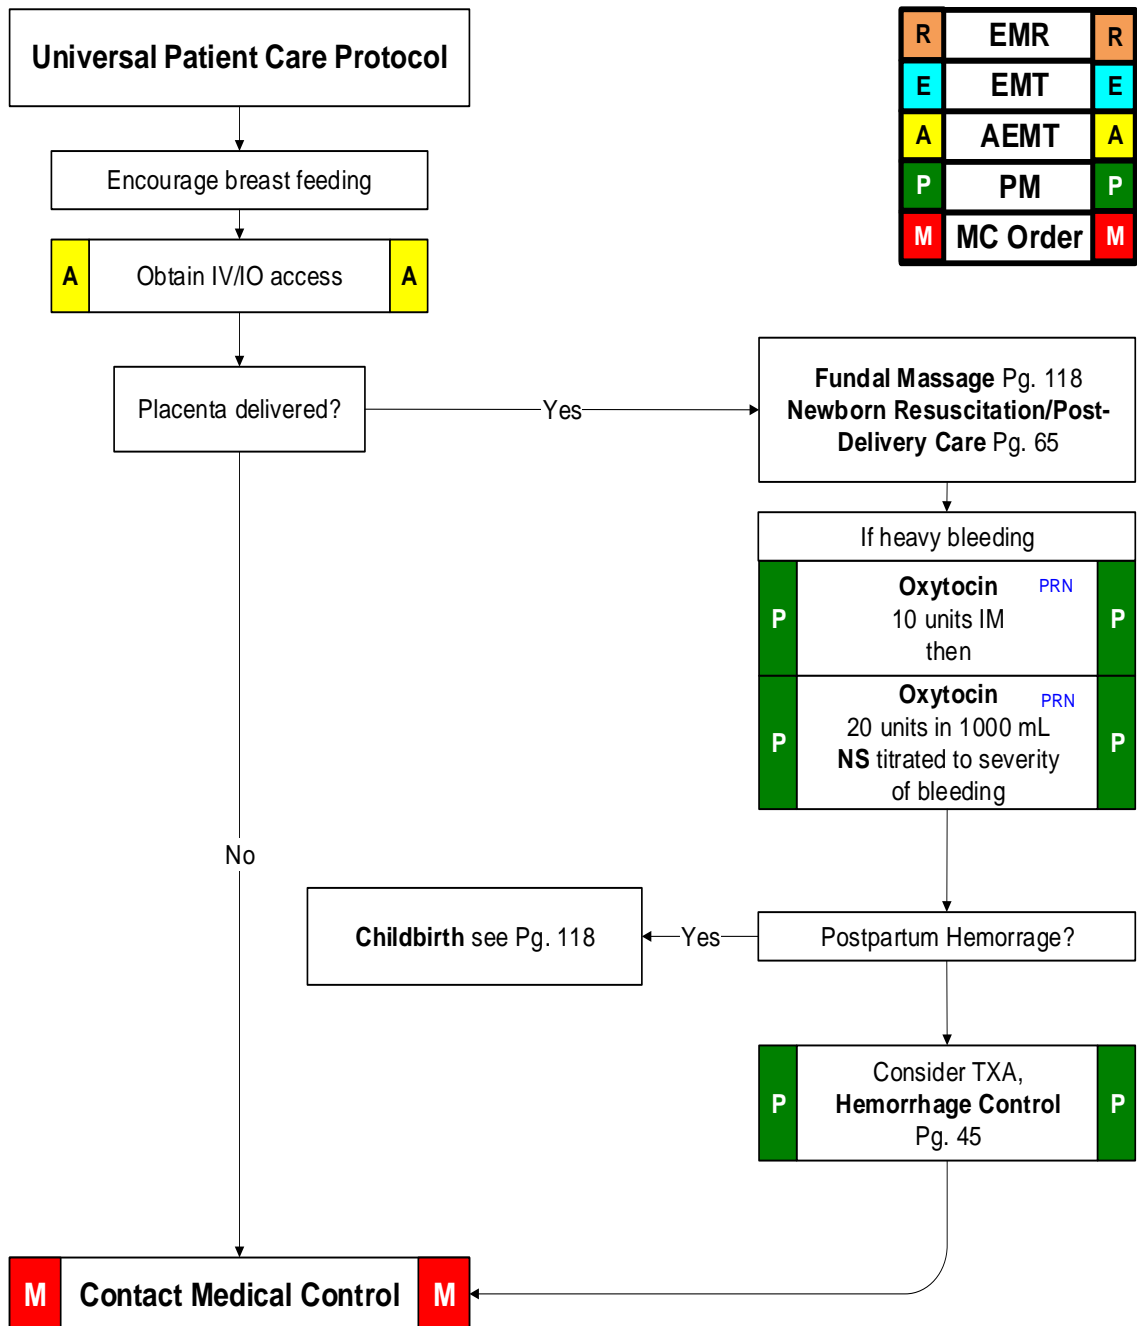 Universal Patient Care Protocol
R EMR R
E EMT E
A AEMT A
P PM P
M MC Order M
Encourage breast feeding
A Obtain IV/IO access A
Placenta delivered?
Yes
Fundal Massage Pg. 118
Newborn Resuscitation/Post-
Delivery Care Pg. 65
If heavy bleeding
Oxytocin PRN
P 10 units IM P
then
Oxytocin PRN
20 units in 1000 mL
P NS titrated to severity P
of bleeding
No
Childbirth see Pg. 118
Yes
Postpartum Hemorrage?
Consider TXA,
P Hemorrhage Control P
Pg. 45
M Contact Medical Control M